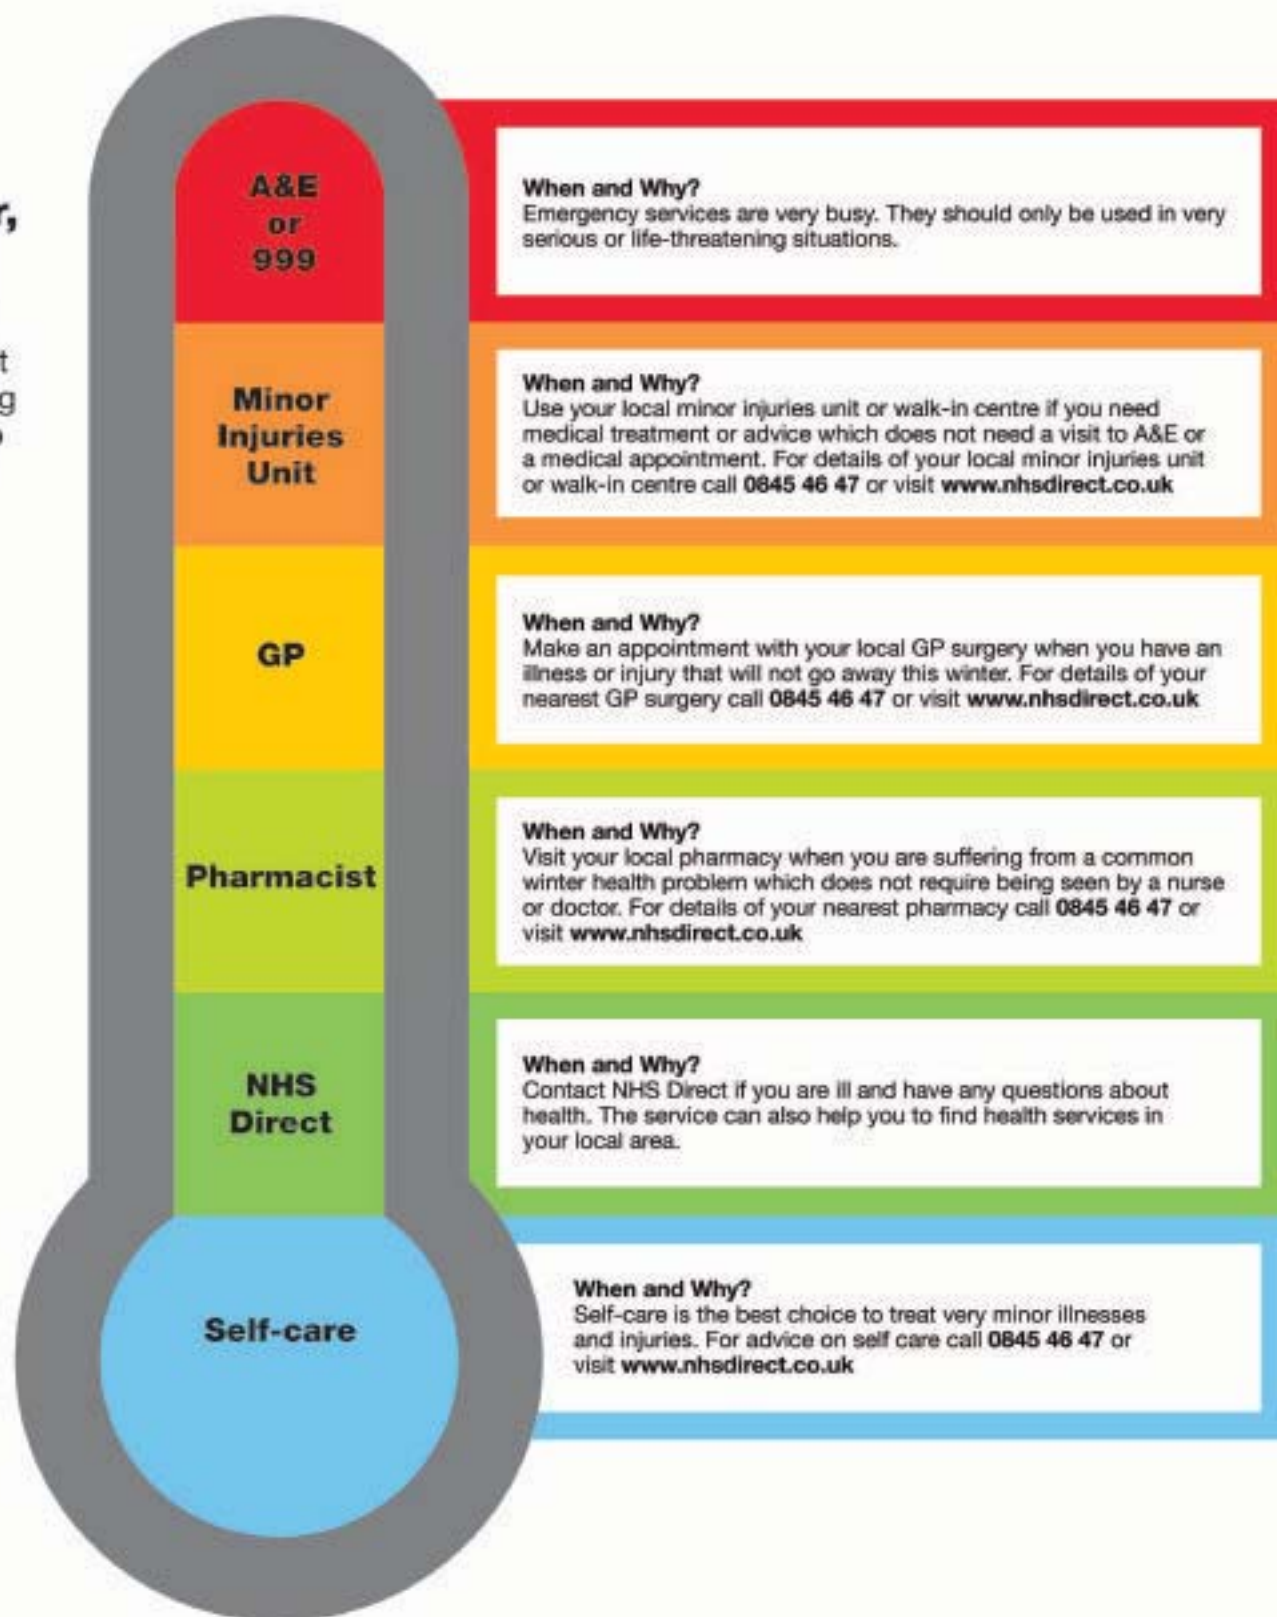 r,
t
g
A&E
or
999
When and Why?
Emergency services are very busy. They should only be used in very
serious or life-threatening situations.
Minor
Injuries
Unit
When and Why?
Use your local minor injuries unit or walk-in centre if you need
medical treatment or advice which does not need a visit to A&E or
a medical appointment. For details of your local minor injuries unit
or walk-in centre call 0845 46 47 or visit www.nhsdirect.co.uk
GP
When and Why?
Make an appointment with your local GP surgery when you have an
illness or injury that will not go away this winter. For details of your
nearest GP surgery call 0845 46 47 or visit www.nhsdirect.co.uk
Pharmacist
When and Why?
Visit your local pharmacy when you are suffering from a common
winter health problem which does not require being seen by a nurse
or doctor. For details of your nearest pharmacy call 0845 46 47 or
visit www.nhsdirect.co.uk
NHS
Direct
When and Why?
Contact NHS Direct if you are ill and have any questions about
health. The service can also help you to find health services in
your local area.
Self-care
When and Why?
Self-care is the best choice to treat very minor illnesses
and injuries. For advice on self care call 0845 46 47 or
visit www.nhsdirect.co.uk